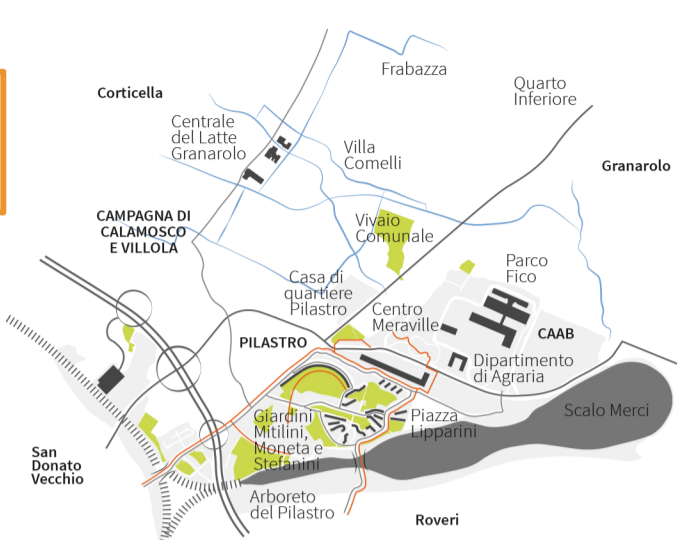 Frabazza
Quarto
Inferiore
Corticella
Centrale
del Latte
Granarolo
Villa
Comelli
Granarolo
CAMPAGNA DI
CALAMOSCO
E VILLOLA
Vivaio
Comunale
Parco
Fico
Casa di
quartiere
Pilastro
Centro
Meraville
CAAB
PILASTRO
Dipartimento
di Agraria
Giardini
Mitilini,
Moneta e
Stefanini
Piazza
Lipparini
Scalo Merci
San
Donato
Vecchio
Arboreto
del Pilastro
Roveri